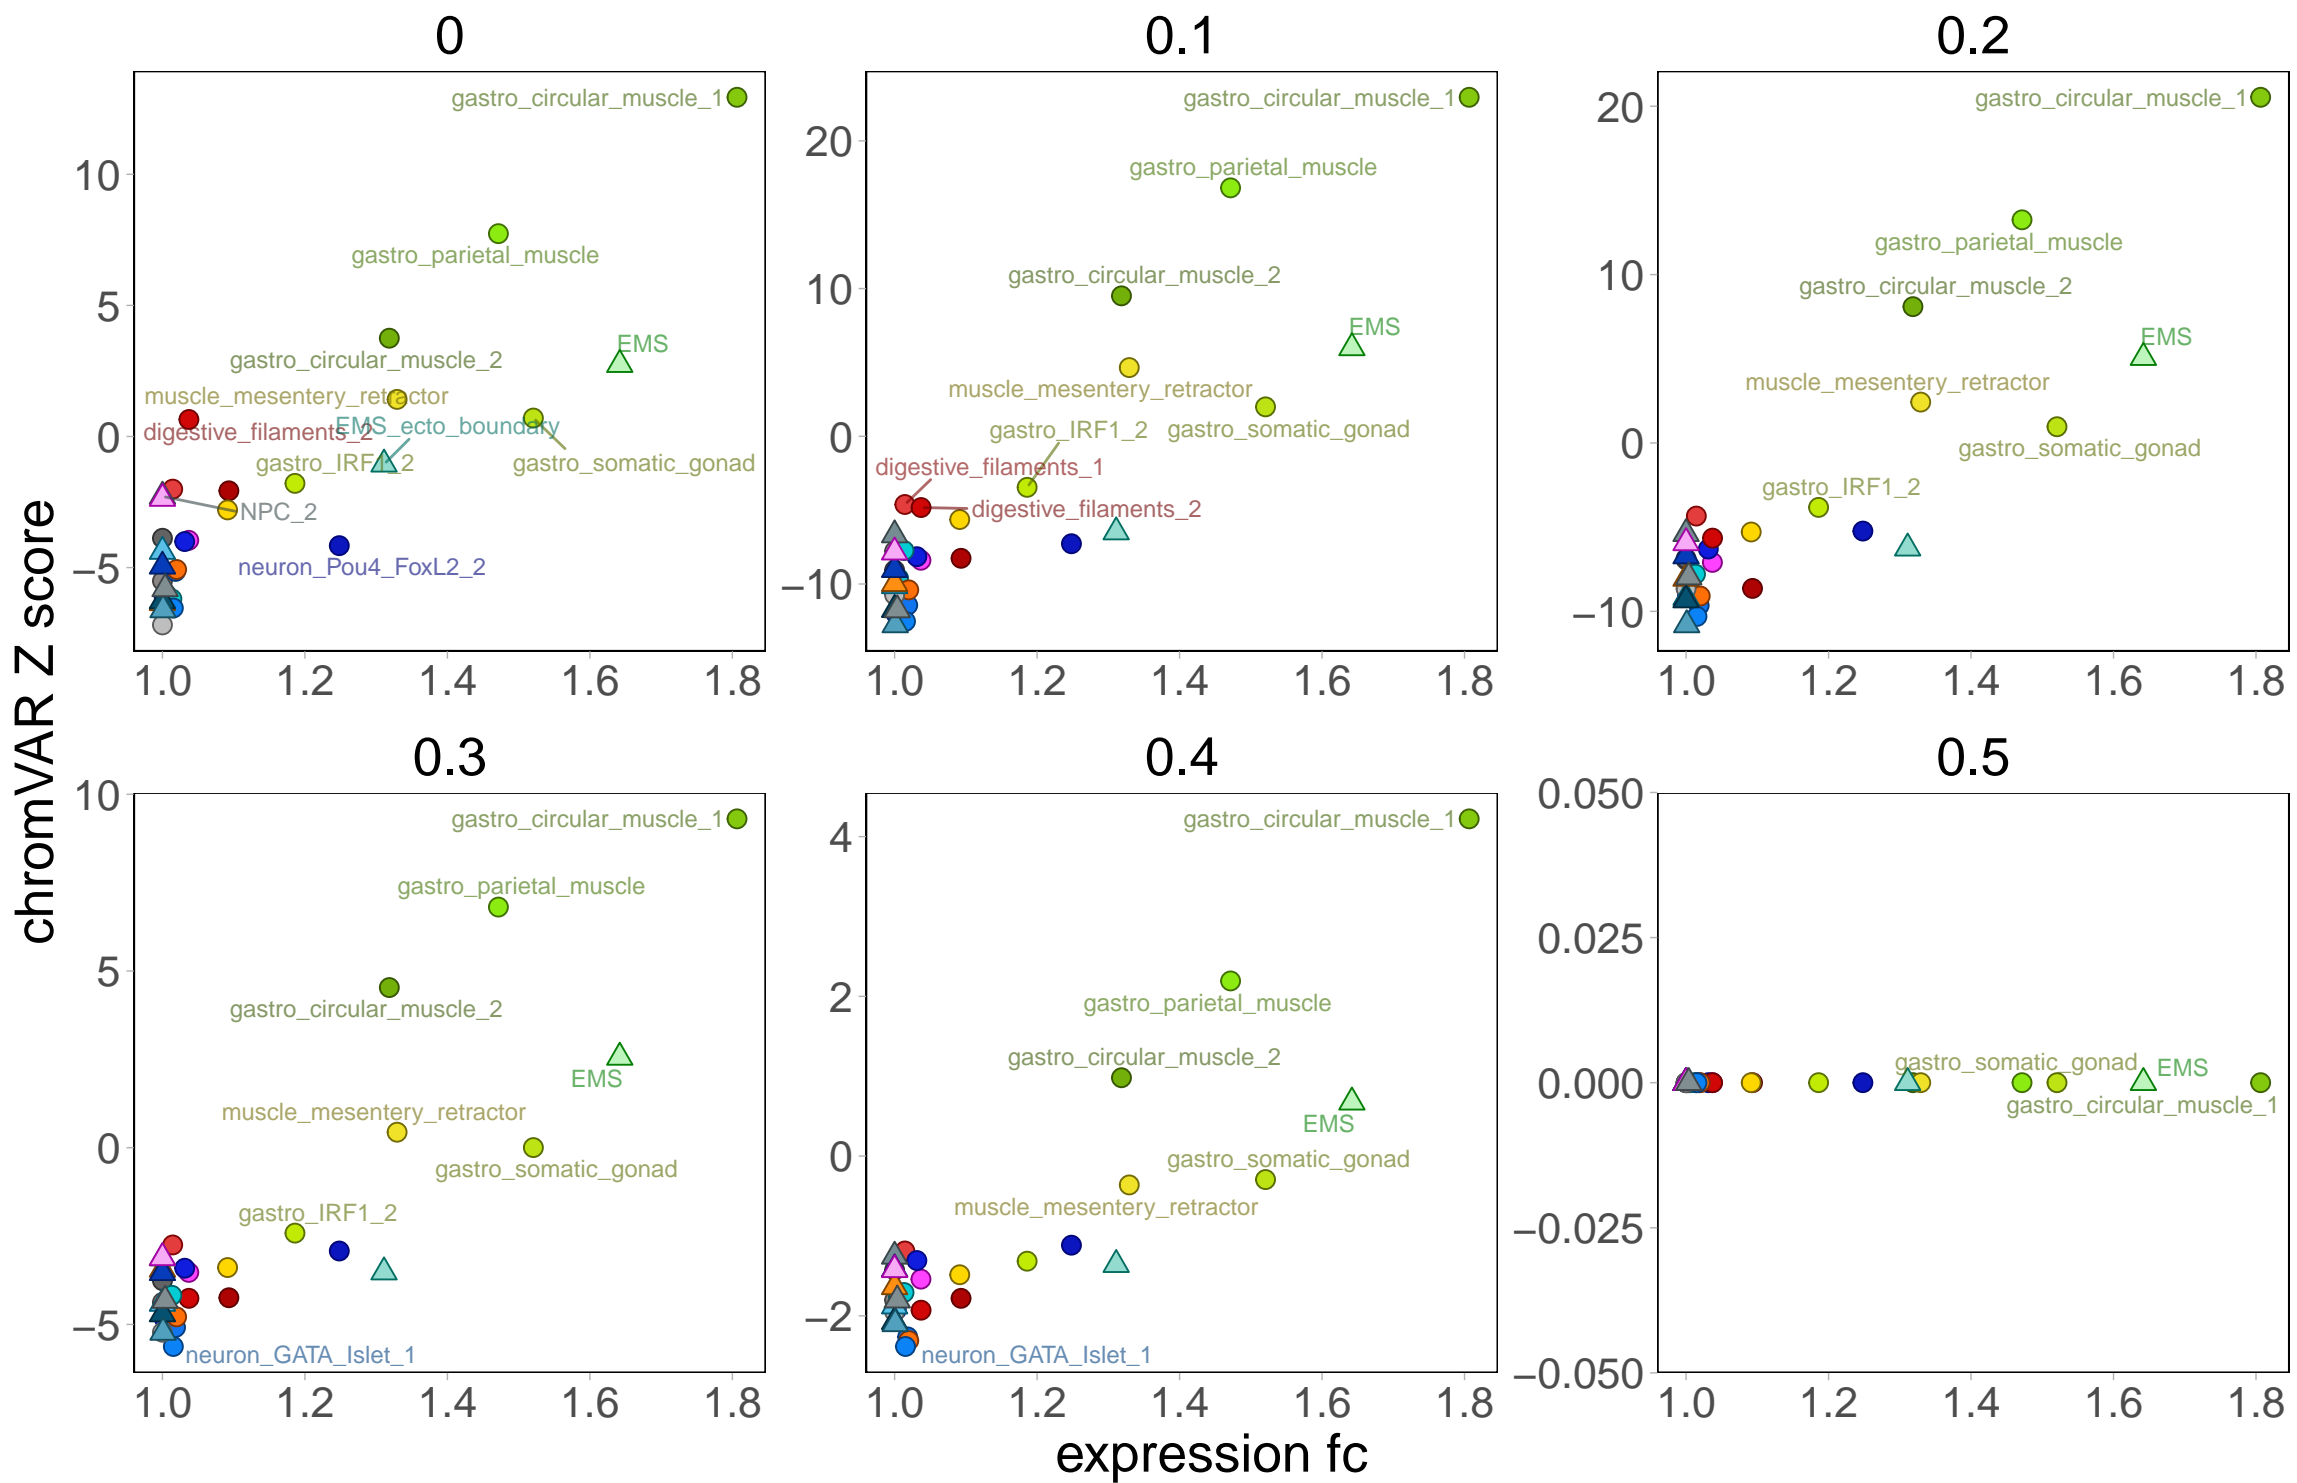 0
0.1
0.2
chromVAR Z score
10
5
0
−5
gastro_circular_muscle_1
gastro_parietal_muscle
gastro_circular_muscle_2
EMS
muscle_mesentery_retractor
EMS_ecto_boundary
digestive_filaments_2
gastro_IRF1_2
gastro_somatic_gonad
NPC_2
neuron_Pou4_FoxL2_2
1.0 1.2 1.4 1.6 1.8
20
10
0
−10
gastro_circular_muscle_1
gastro_parietal_muscle
gastro_circular_muscle_2
EMS
muscle_mesentery_retractor
gastro_IRF1_2
gastro_somatic_gonad
digestive_filaments_1
digestive_filaments_2
1.0 1.2 1.4 1.6 1.8
20
10
0
−10
gastro_circular_muscle_1
gastro_parietal_muscle
gastro_circular_muscle_2
EMS
muscle_mesentery_retractor
gastro_somatic_gonad
gastro_IRF1_2
1.0 1.2 1.4 1.6 1.8
0.3
0.4
0.5
10
5
0
−5
gastro_circular_muscle_1
gastro_parietal_muscle
gastro_circular_muscle_2
EMS
muscle_mesentery_retractor
gastro_somatic_gonad
gastro_IRF1_2
neuron_GATA_Islet_1
1.0 1.2 1.4 1.6 1.8
4
2
0
−2
gastro_circular_muscle_1
gastro_parietal_muscle
gastro_circular_muscle_2
EMS
gastro_somatic_gonad
muscle_mesentery_retractor
neuron_GATA_Islet_1
1.0 1.2 1.4 1.6 1.8
0.050
0.025
0.000
−0.025
−0.050
gastro_somatic_gonad
EMS
gastro_circular_muscle_1
1.0 1.2 1.4 1.6 1.8
expression fc